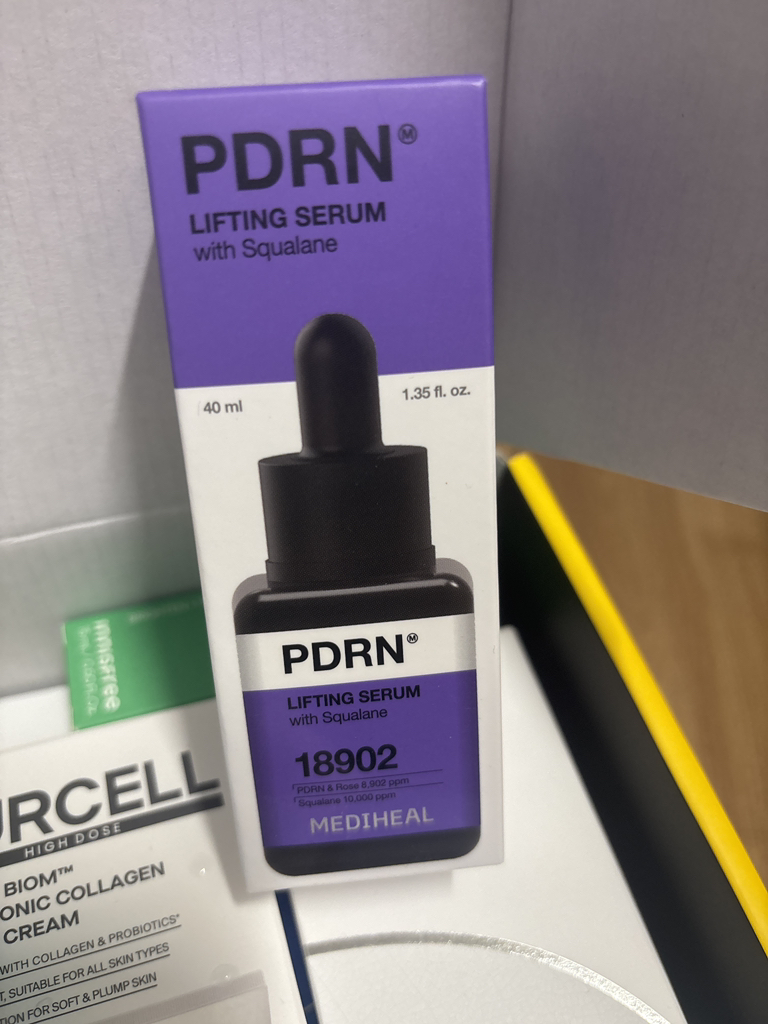 PDRN Ⓜ
LIFTING SERUM
with Squalane
40 ml
1.35 fl. oz.
PDRN Ⓜ
LIFTING SERUM
with Squalane
18902
PDRN & Rose 8,902 ppm
Squalane 10,000 ppm
MEDIHEAL
innisfree
URCELL
HIGH DOSE
BIOM™
ONIC COLLAGEN
CREAM
WITH COLLAGEN & PROBIOTICS*
T, SUITABLE FOR ALL SKIN TYPES
TION FOR SOFT & PLUMP SKIN